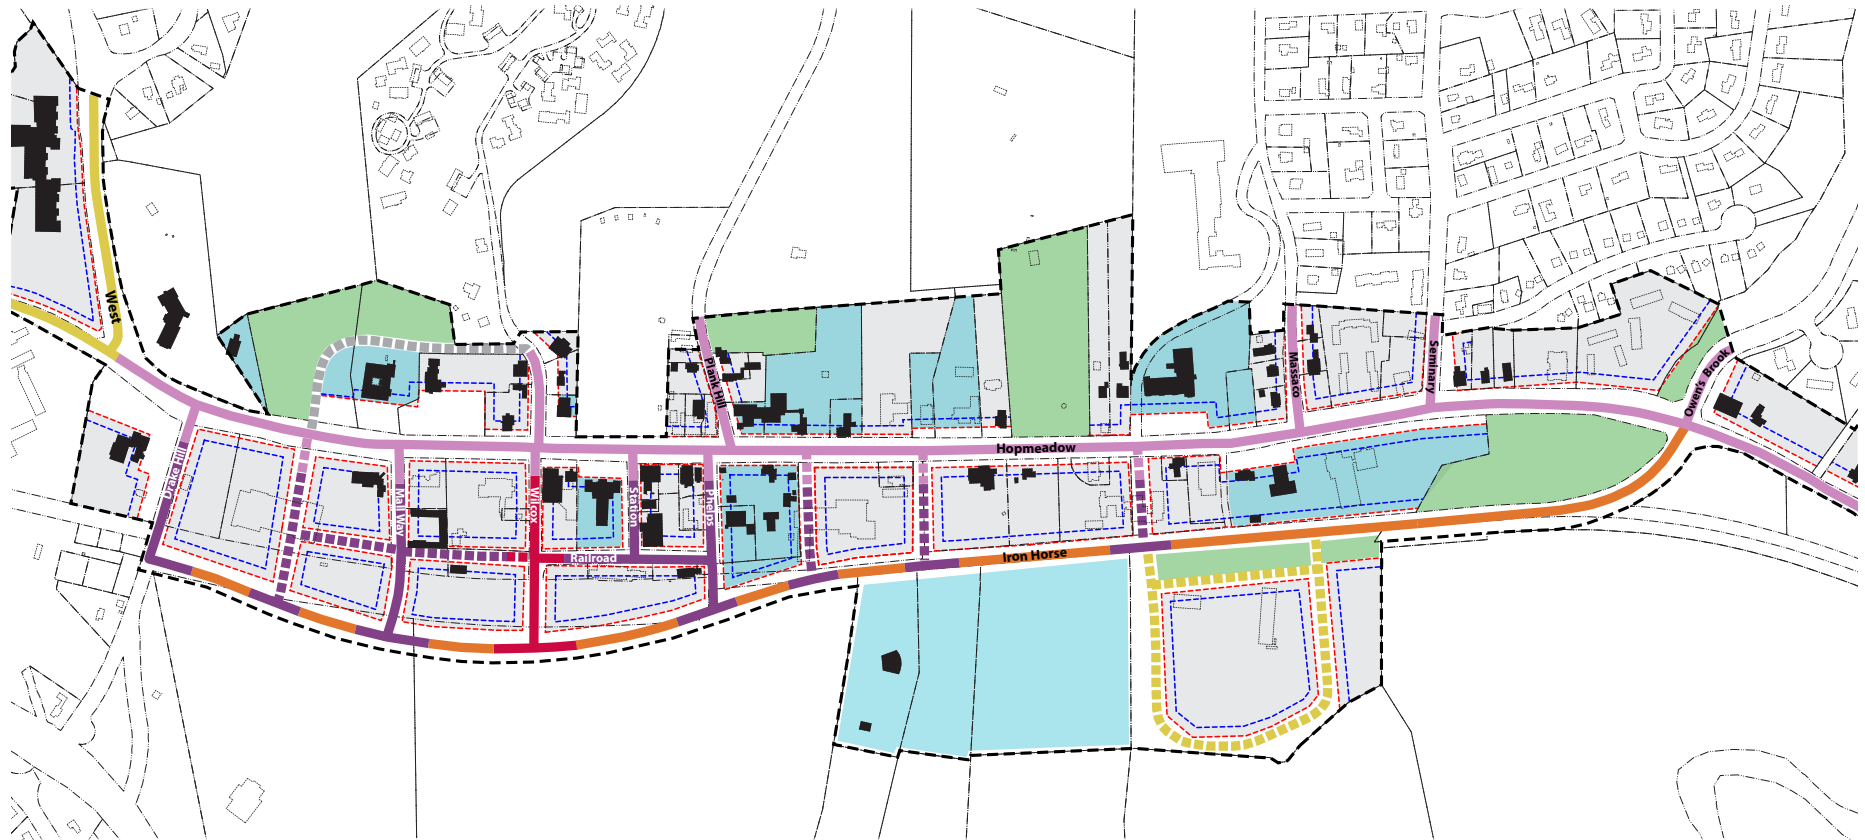 West
Plank Hill
Massaco
Seminary
Owen's Brook
Hopmeadow
Drake Hill
Mall Way
Wilcox
Station
Phelps
Railroad
Iron Horse